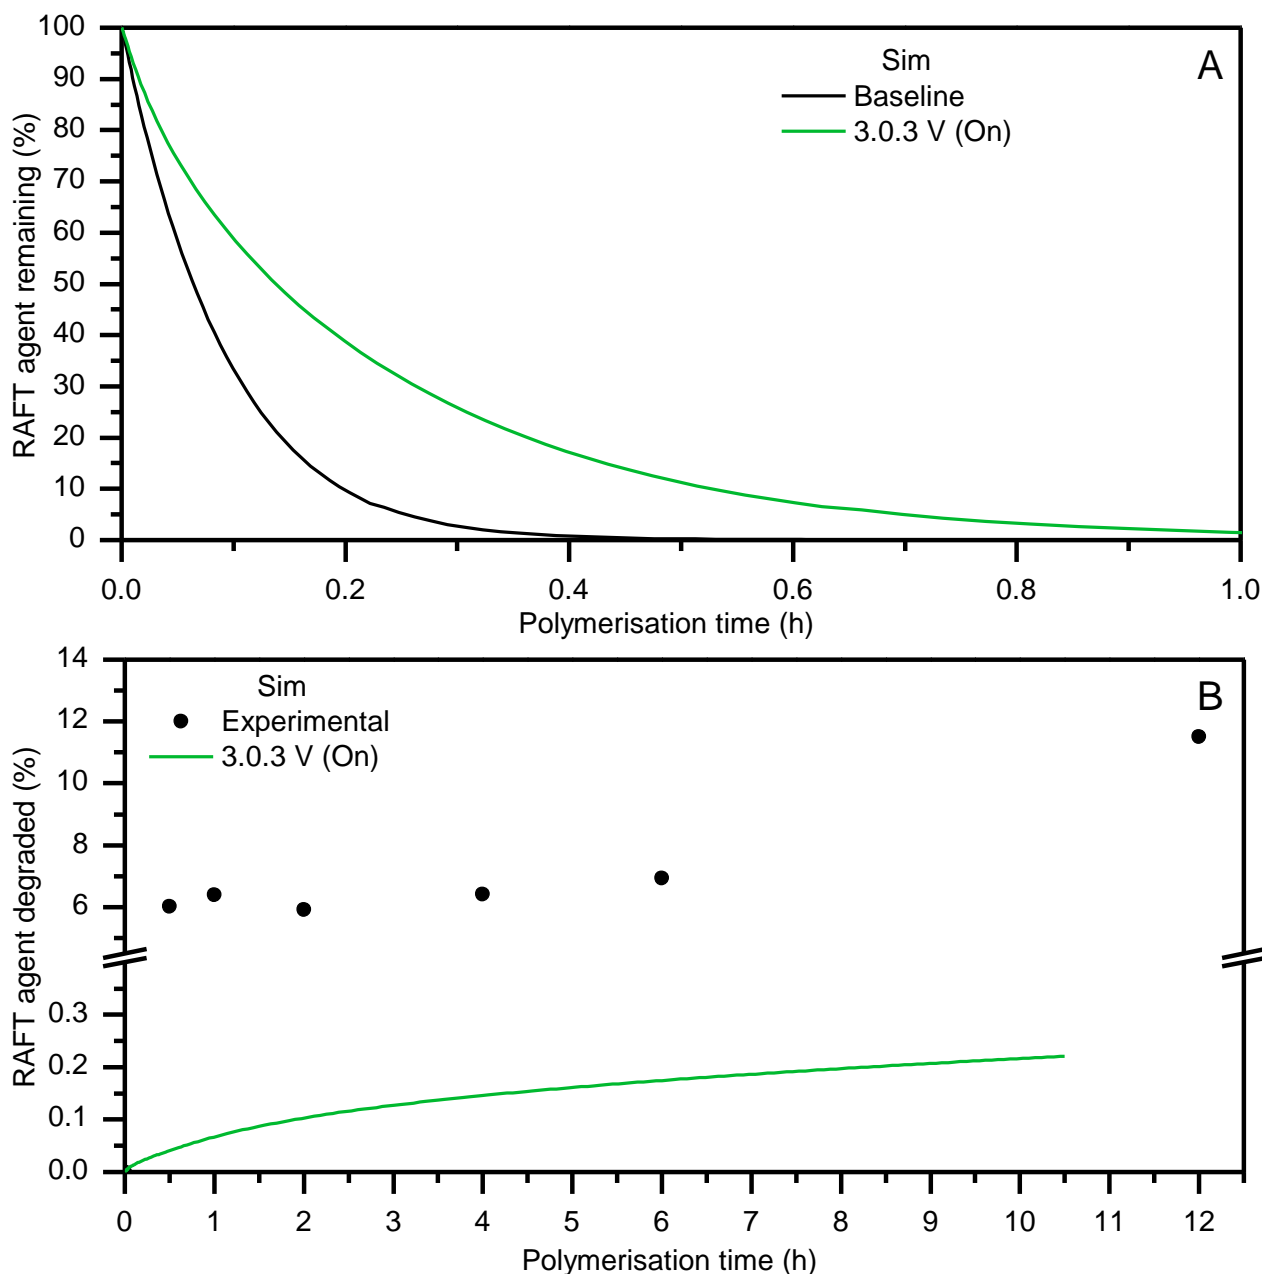 A
Sim
Baseline
3.0.3 V (On)
RAFT agent remaining (%)
100
90
80
70
60
50
40
30
20
10
0
0.0 0.2 0.4 0.6 0.8 1.0
Polymerisation time (h)
B
Sim
Experimental
3.0.3 V (On)
RAFT agent degraded (%)
14
12
10
8
6
0.3
0.2
0.1
0.0
0 1 2 3 4 5 6 7 8 9 10 11 12
Polymerisation time (h)